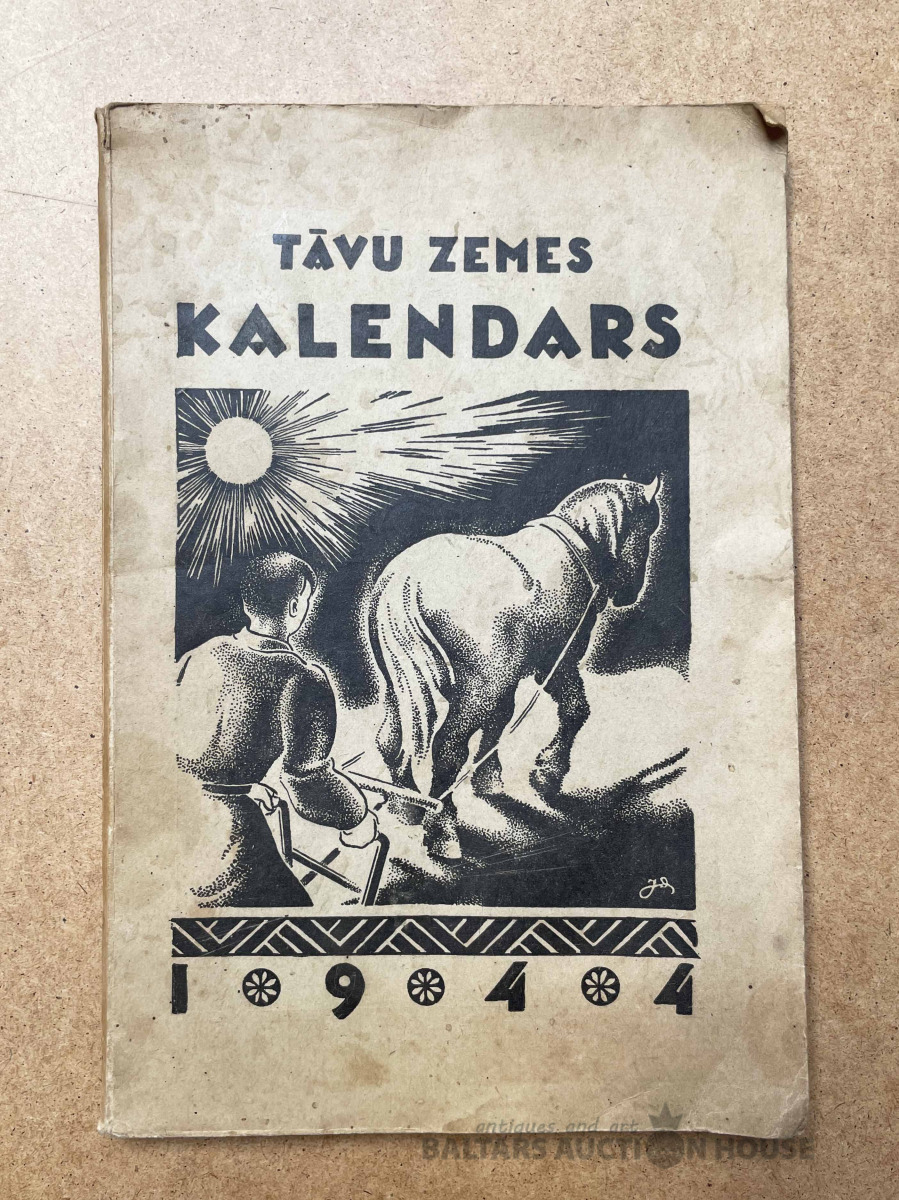 TĀVU ZEMES
KALENDARS
1944
antiques and art
BALTARS AUCTION HOUSE